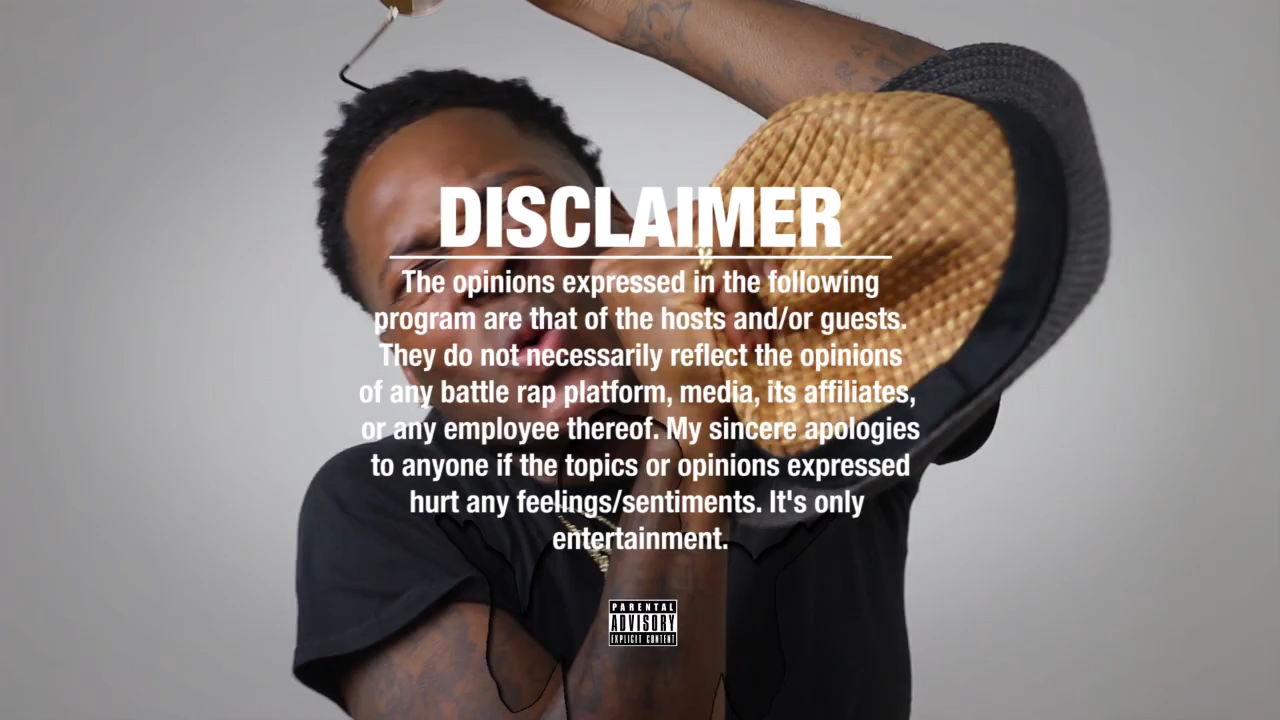 DISCLAIMER
The opinions expressed in the following
program are that of the hosts and/or guests.
They do not necessarily reflect the opinions
of any battle rap platform, media, its affiliates,
or any employee thereof. My sincere apologies
to anyone if the topics or opinions expressed
hurt any feelings/sentiments. It's only
entertainment.
PARENTAL
ADVISORY
EXPLICIT CONTENT